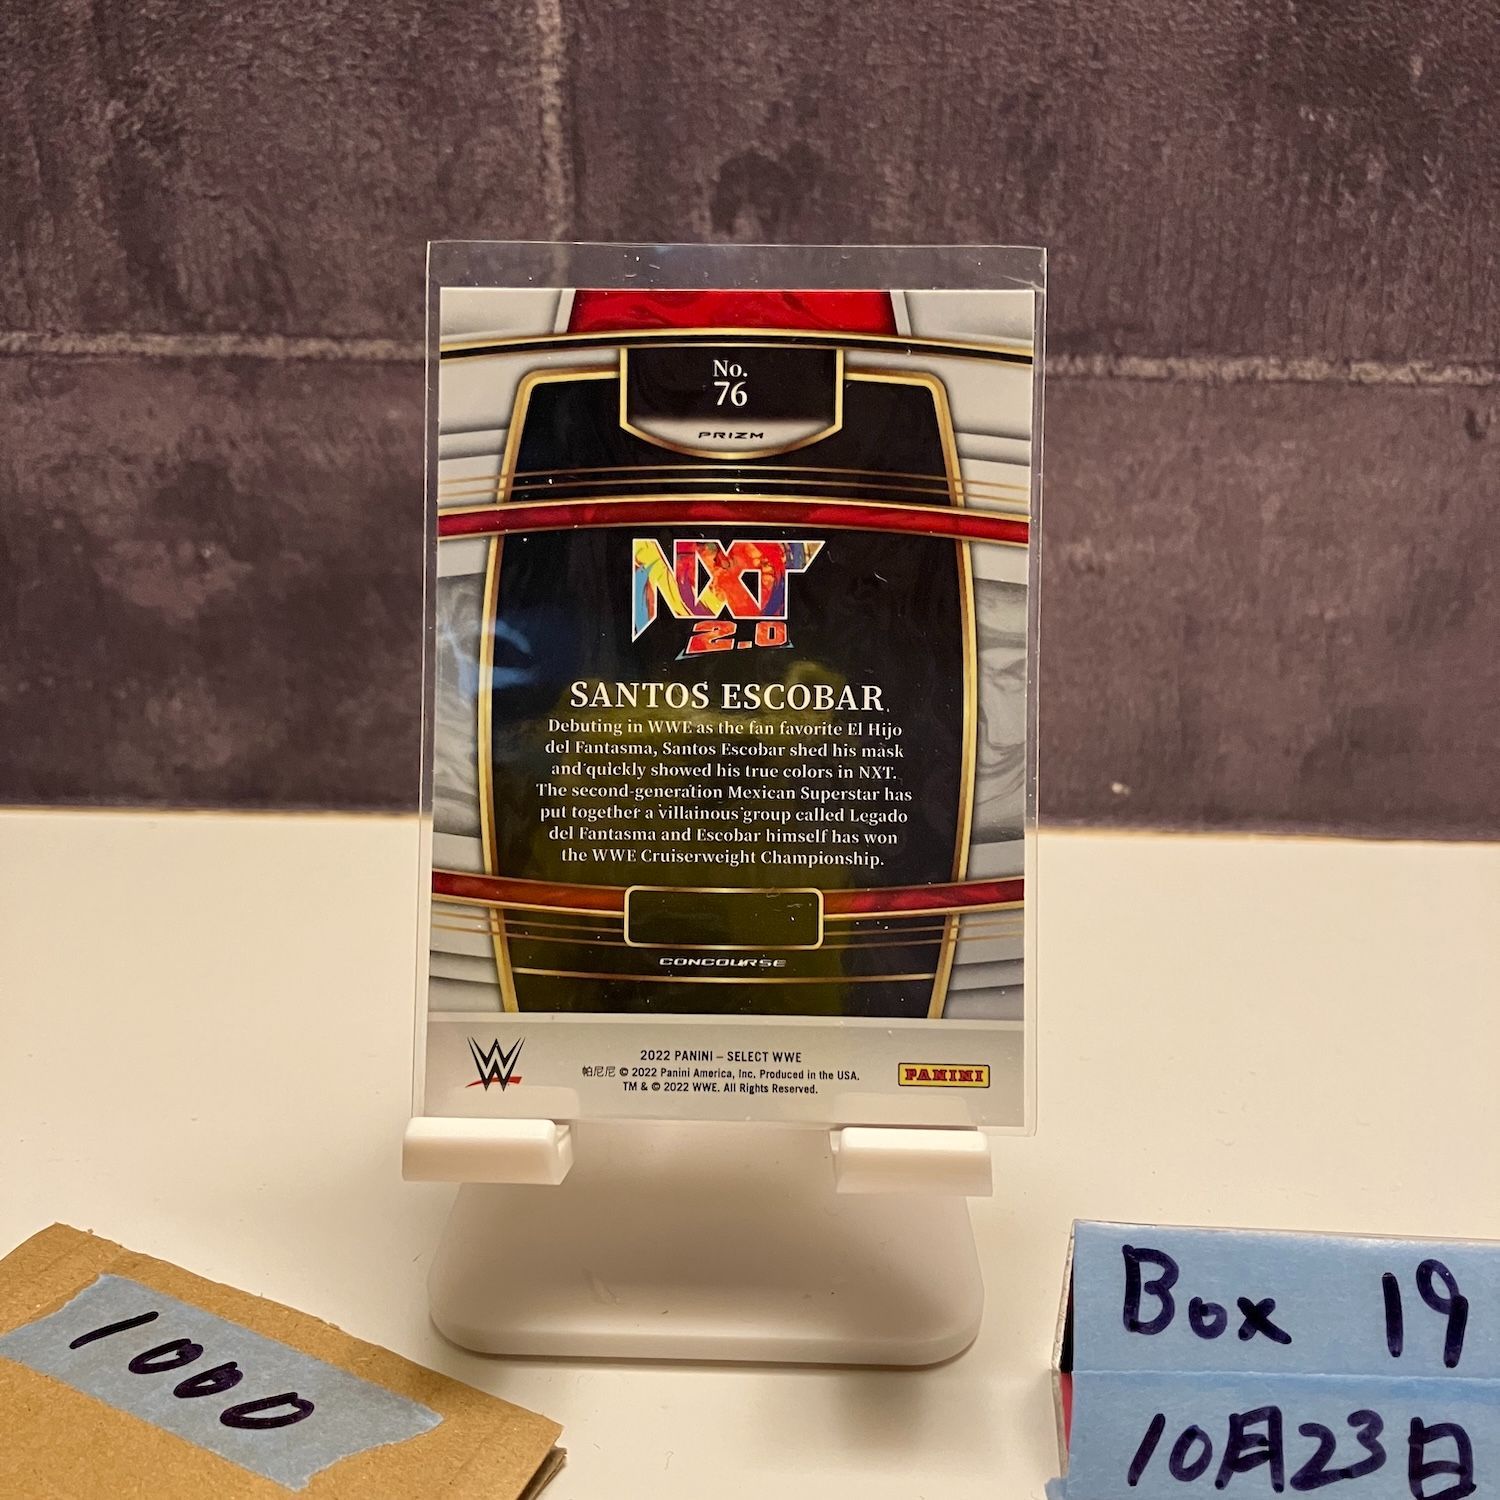 No.
76
PRIZM
NXT
2.0
SANTOS ESCOBAR
Debuting in WWE as the fan favorite El Hijo
del Fantasma, Santos Escobar shed his mask
and quickly showed his true colors in NXT.
The second-generation Mexican Superstar has
put together a villainous group called Legado
del Fantasma and Escobar himself has won
the WWE Cruiserweight Championship.
CONCOURSE
W
2022 PANINI – SELECT WWE
帕尼尼 © 2022 Panini America, Inc. Produced in the USA.
TM & © 2022 WWE. All Rights Reserved.
PANINI
1000
Box 19
10月23日